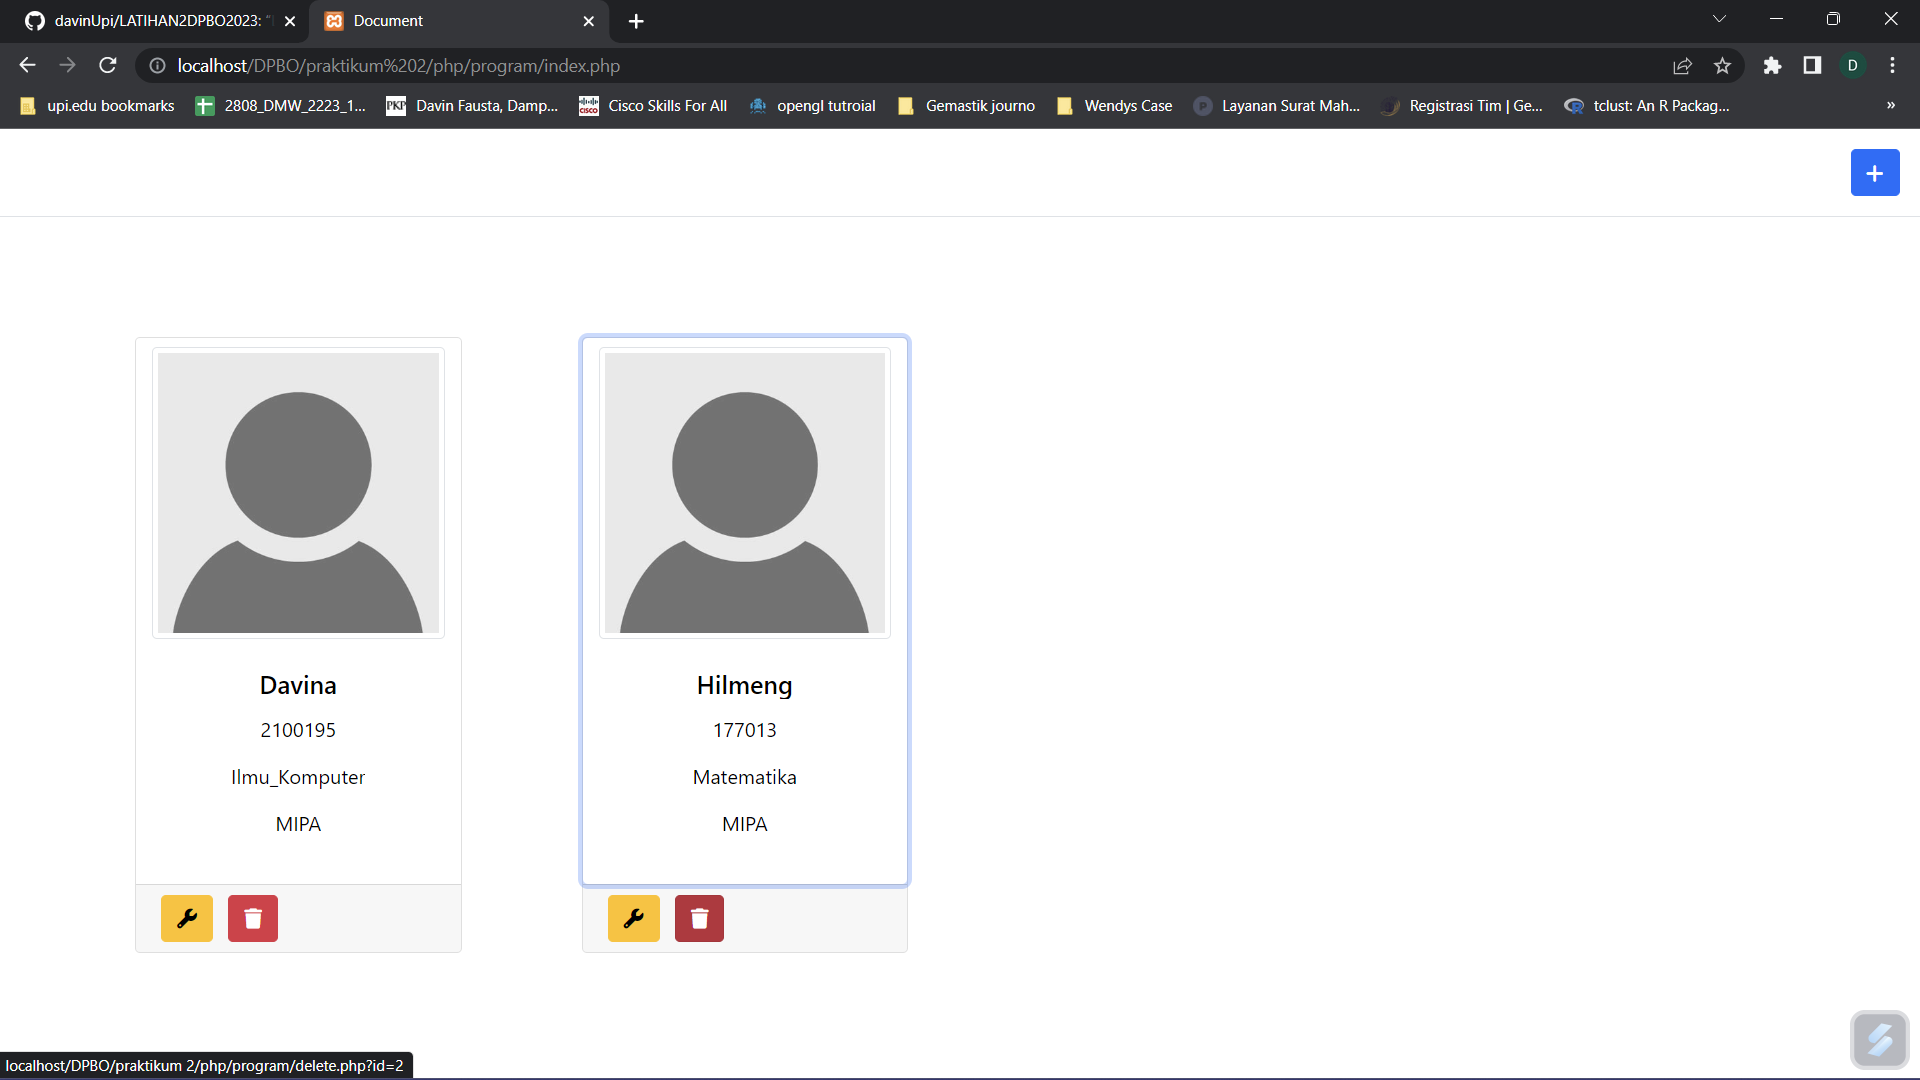 davinUpi/LATIHAN2DPBO2023: "
Document
localhost/DPBO/praktikum%202/php/program/index.php
D
upi.edu bookmarks
2808_DMW_2223_1...
PKP
Davin Fausta, Damp...
CISCO
Cisco Skills For All
opengl tutroial
Gemastik journo
Wendys Case
P
Layanan Surat Mah...
Registrasi Tim | Ge...
R
tclust: An R Packag...
»
+
Davina
2100195
Ilmu_Komputer
MIPA
Hilmeng
177013
Matematika
MIPA
localhost/DPBO/praktikum 2/php/program/delete.php?id=2